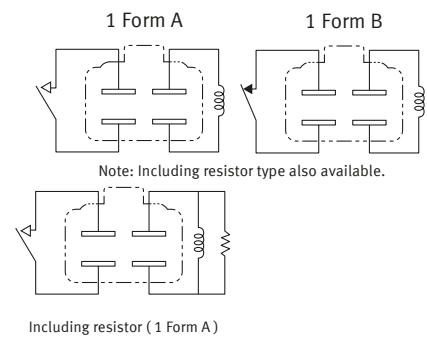 1 Form A
1 Form B
Note: Including resistor type also available.
Including resistor ( 1 Form A )